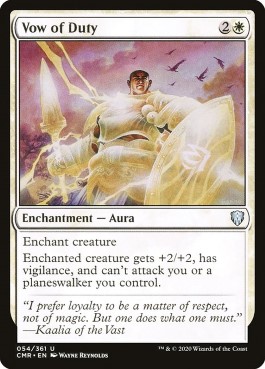 Vow of Duty 2
Enchantment — Aura
Enchant creature
Enchanted creature gets +2/+2, has
vigilance, and can't attack you or a
planeswalker you control.
“I prefer loyalty to be a matter of respect,
not of magic. But one does what one must.”
—Kaalia of the Vast
054/361 U
CMR • EN Wayne Reynolds
™ & © 2020 Wizards of the Coast